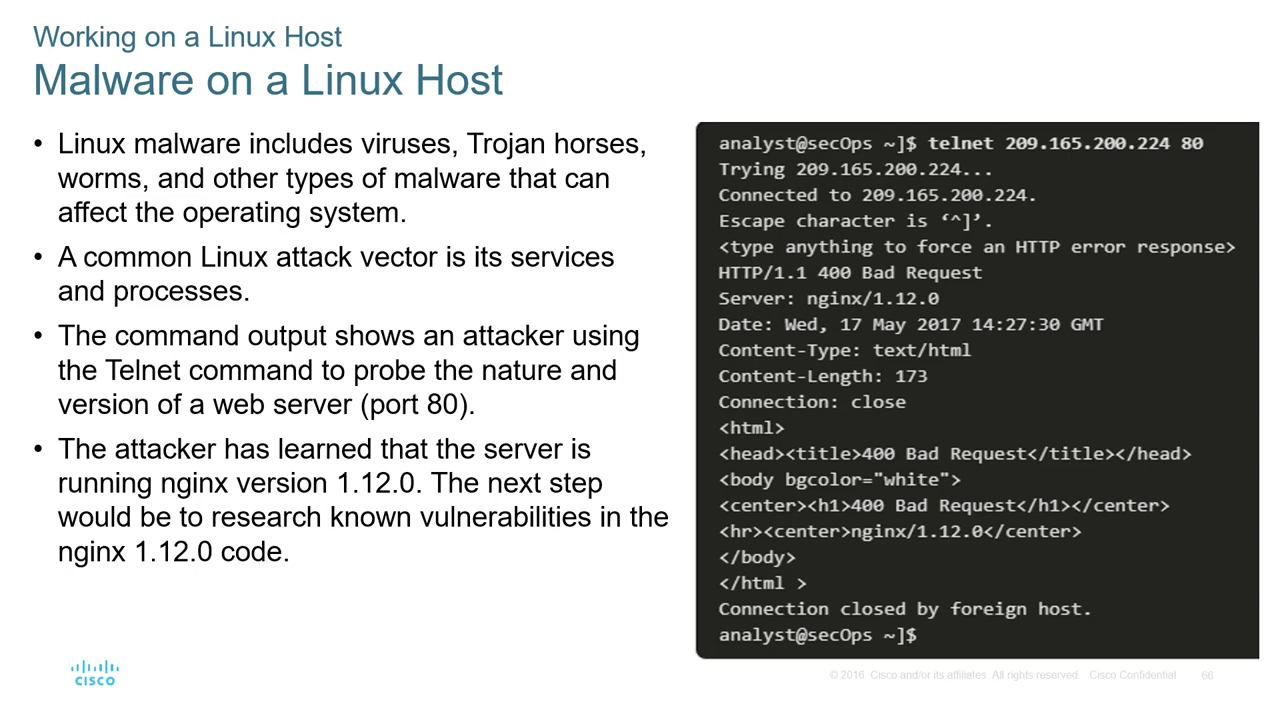 Working on a Linux Host
Malware on a Linux Host
• Linux malware includes viruses, Trojan horses,
worms, and other types of malware that can
affect the operating system.
• A common Linux attack vector is its services
and processes.
• The command output shows an attacker using
the Telnet command to probe the nature and
version of a web server (port 80).
• The attacker has learned that the server is
running nginx version 1.12.0. The next step
would be to research known vulnerabilities in the
nginx 1.12.0 code.
analyst@secOps ~]$ telnet 209.165.200.224 80
Trying 209.165.200.224...
Connected to 209.165.200.224.
Escape character is ‘^]’.
<type anything to force an HTTP error response>
HTTP/1.1 400 Bad Request
Server: nginx/1.12.0
Date: Wed, 17 May 2017 14:27:30 GMT
Content-Type: text/html
Content-Length: 173
Connection: close
<html>
<head><title>400 Bad Request</title></head>
<body bgcolor="white">
<center><h1>400 Bad Request</h1></center>
<hr><center>nginx/1.12.0</center>
</body>
</html >
Connection closed by foreign host.
analyst@secOps ~]$
CISCO
© 2016 Cisco and/or its affiliates. All rights reserved. Cisco Confidential 66